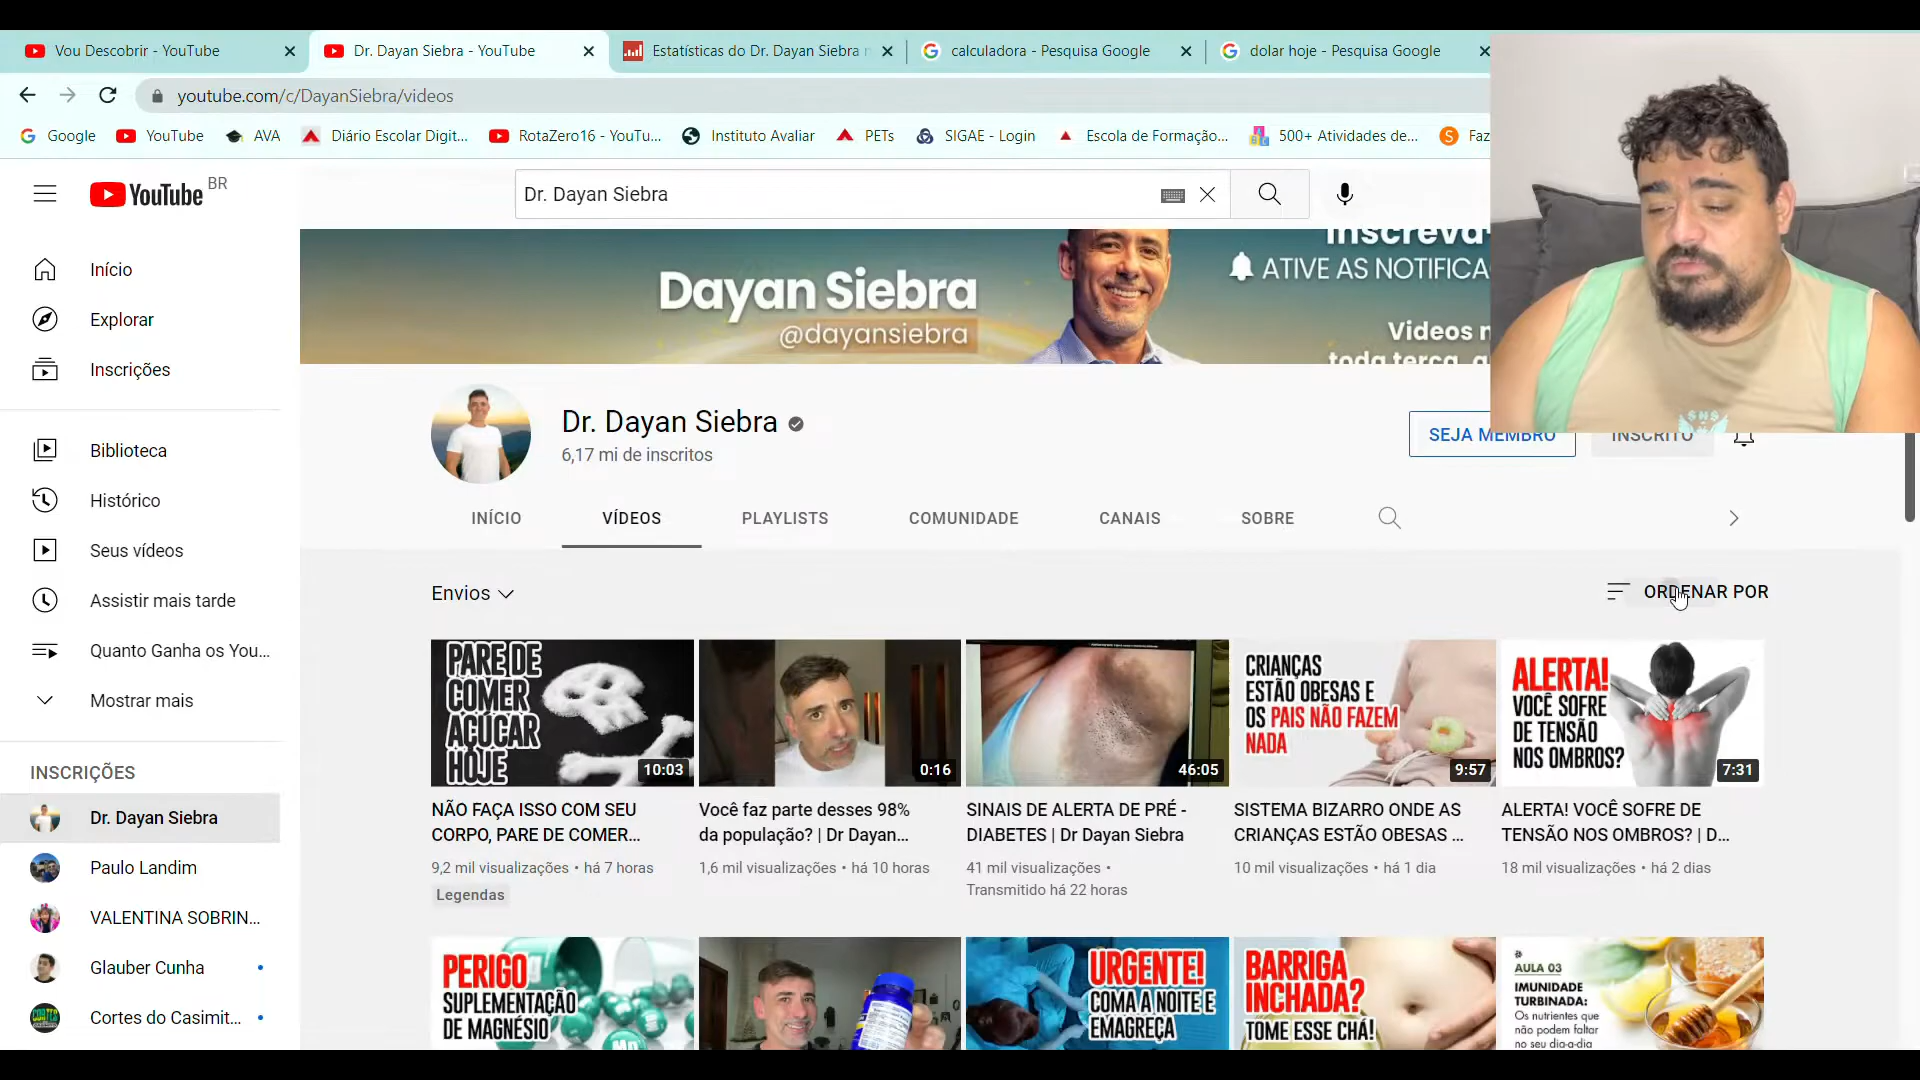 Vou Descobrir - YouTube
Dr. Dayan Siebra - YouTube
Estatísticas do Dr. Dayan Siebra
calculadora - Pesquisa Google
dolar hoje - Pesquisa Google
youtube.com/c/DayanSiebra/videos
Google
YouTube
AVA
Diário Escolar Digit...
RotaZero16 - YouTu...
Instituto Avaliar
PETs
SIGAE - Login
Escola de Formação...
500+ Atividades de...
Faz
YouTube BR
Dr. Dayan Siebra
Início
Explorar
Inscrições
Biblioteca
Histórico
Seus vídeos
Assistir mais tarde
Quanto Ganha os You...
Mostrar mais
INSCRIÇÕES
Dr. Dayan Siebra
Paulo Landim
VALENTINA SOBRIN...
Glauber Cunha
Cortes do Casimit...
Dayan Siebra
@dayansiebra
Inscreva-
ATIVE AS NOTIFICA
Videos n
toda terça, q
Dr. Dayan Siebra
6,17 mi de inscritos
SEJA MEMBRO
INSCRITO
INÍCIO
VÍDEOS
PLAYLISTS
COMUNIDADE
CANAIS
SOBRE
Envios
ORDENAR POR
PARE DE
COMER
AÇÚCAR
HOJE
10:03
NÃO FAÇA ISSO COM SEU
CORPO, PARE DE COMER...
9,2 mil visualizações • há 7 horas
Legendas
0:16
Você faz parte desses 98%
da população? | Dr Dayan...
1,6 mil visualizações • há 10 horas
46:05
SINAIS DE ALERTA DE PRÉ -
DIABETES | Dr Dayan Siebra
41 mil visualizações •
Transmitido há 22 horas
CRIANÇAS
ESTÃO OBESAS E
OS PAIS NÃO FAZEM
NADA
9:57
SISTEMA BIZARRO ONDE AS
CRIANÇAS ESTÃO OBESAS ...
10 mil visualizações • há 1 dia
ALERTA!
VOCÊ SOFRE
DE TENSÃO
NOS OMBROS?
7:31
ALERTA! VOCÊ SOFRE DE
TENSÃO NOS OMBROS? | D...
18 mil visualizações • há 2 dias
PERIGO
SUPLEMENTAÇÃO
DE MAGNÉSIO
URGENTE!
COMA A NOITE E
EMAGREÇA
BARRIGA
INCHADA?
TOME ESSE CHÁ!
AULA 03
IMUNIDADE
TURBINADA:
Os nutrientes que
não podem faltar
no seu dia-a-dia